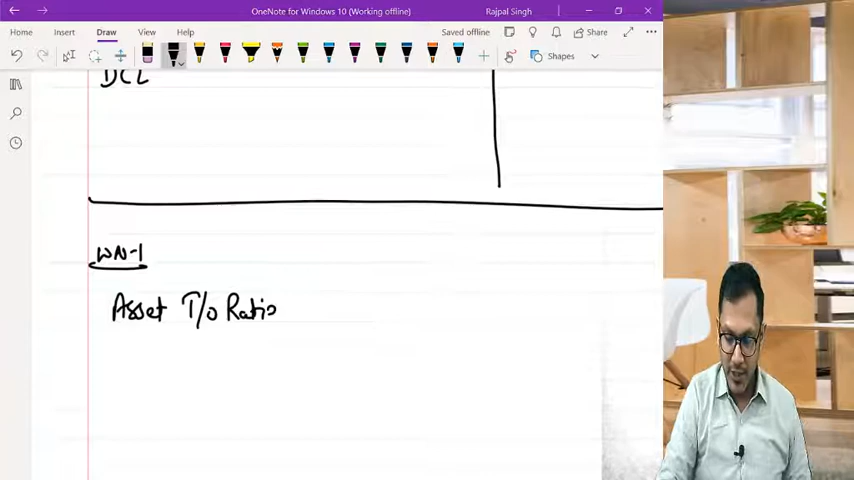 OneNote for Windows 10 (Working offline)
Rajpal Singh
Home Insert Draw View Help
Saved offline
Share
Shapes
DCL
WN-1
Asset T/o Ratio